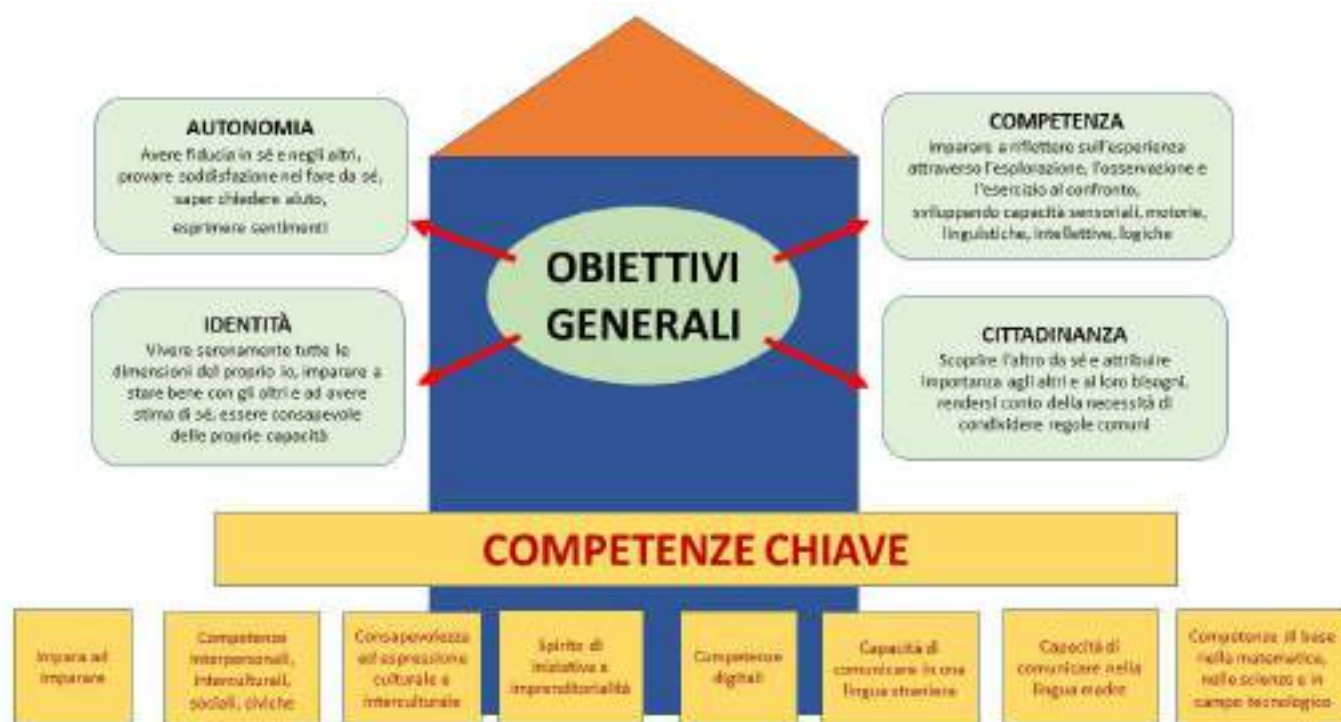 AUTONOMIA
Avere fiducia in sé e negli altri,
provare soddisfazione nel fare da sé,
saper chiedere aiuto,
esprimere sentimenti
COMPETENZA
Imparare a riflettere sull'esperienza
attraverso l'esplorazione, l'osservazione e
l'esercizio al confronto,
sviluppando capacità sensoriali, motorie,
linguistiche, intellettive, logiche
OBIETTIVI
GENERALI
IDENTITÀ
Vivere serenamente tutte le
dimensioni del proprio io, imparare a
stare bene con gli altri e ad avere
stima di sé, essere consapevole
delle proprie capacità
CITTADINANZA
Scoprire l'altro da sé e attribuire
importanza agli altri e ai loro bisogni,
rendersi conto della necessità di
condividere regole comuni
COMPETENZE CHIAVE
Impara ad
imparare
Competenze
interpersonali,
interculturali,
sociali, civiche
Consapevolezza
ed espressione
culturale e
interculturale
Spirito di
iniziativa e
imprenditorialità
Competenze
digitali
Capacità di
comunicare in una
lingua straniera
Capacità di
comunicare nella
lingua madre
Competenze di base
nella matematica,
nelle scienze e in
campo tecnologico